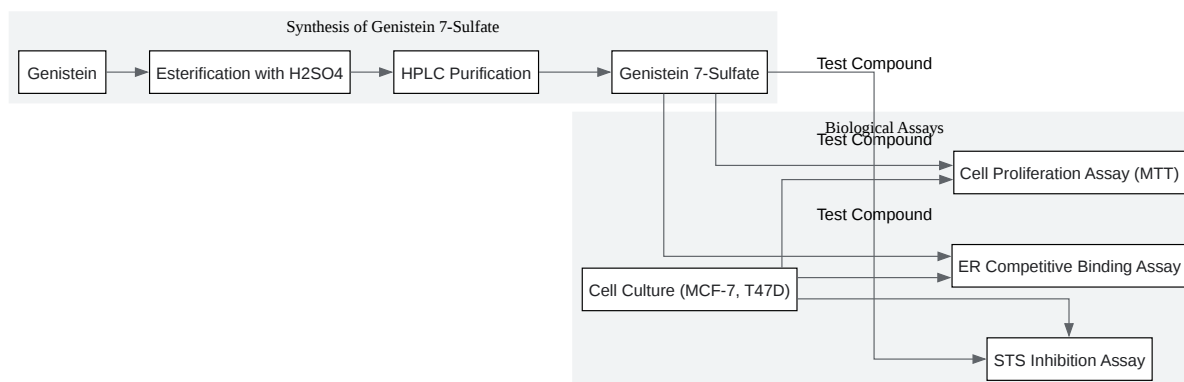 Synthesis of Genistein 7-Sulfate
Genistein
Esterification with H2SO4
HPLC Purification
Genistein 7-Sulfate
Test Compound
Biological Assays
Test Compound
Cell Proliferation Assay (MTT)
Test Compound
ER Competitive Binding Assay
Cell Culture (MCF-7, T47D)
STS Inhibition Assay